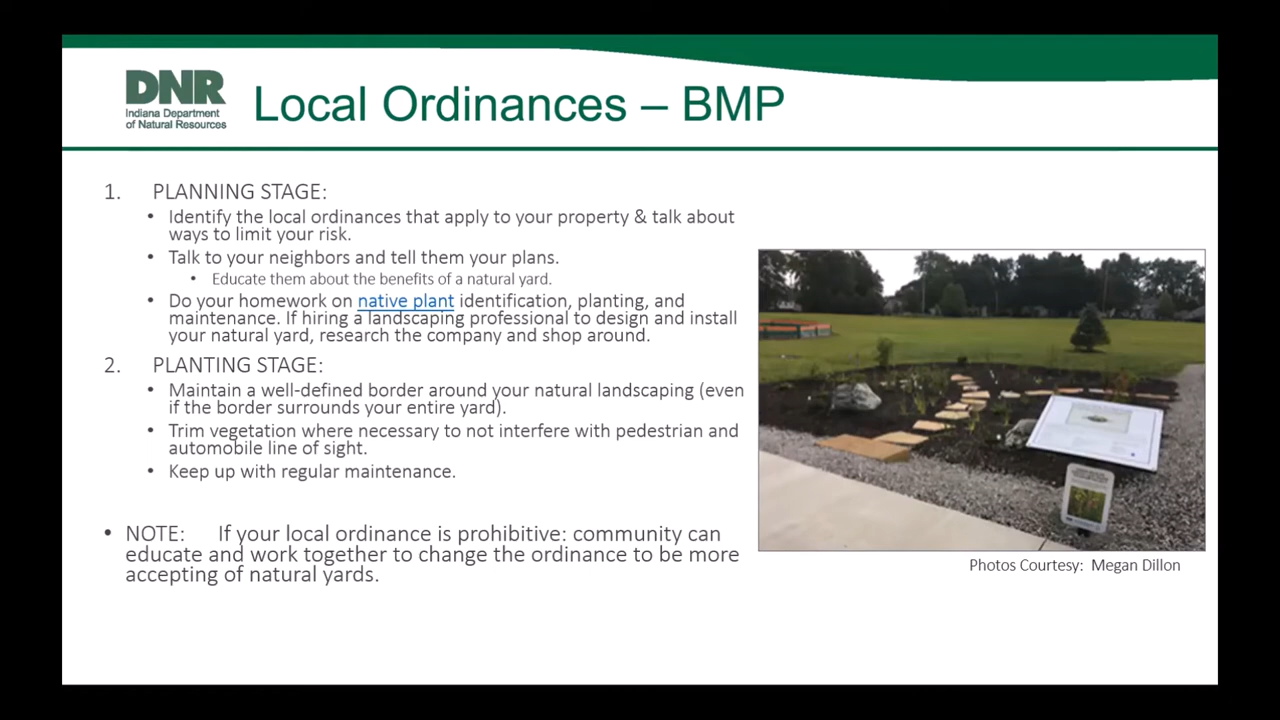 DNR
Indiana Department
of Natural Resources
Local Ordinances – BMP
1. PLANNING STAGE:
• Identify the local ordinances that apply to your property & talk about
ways to limit your risk.
• Talk to your neighbors and tell them your plans.
• Educate them about the benefits of a natural yard.
• Do your homework on native plant identification, planting, and
maintenance. If hiring a landscaping professional to design and install
your natural yard, research the company and shop around.
2. PLANTING STAGE:
• Maintain a well-defined border around your natural landscaping (even
if the border surrounds your entire yard).
• Trim vegetation where necessary to not interfere with pedestrian and
automobile line of sight.
• Keep up with regular maintenance.
• NOTE: If your local ordinance is prohibitive: community can
educate and work together to change the ordinance to be more
accepting of natural yards.
Photos Courtesy: Megan Dillon